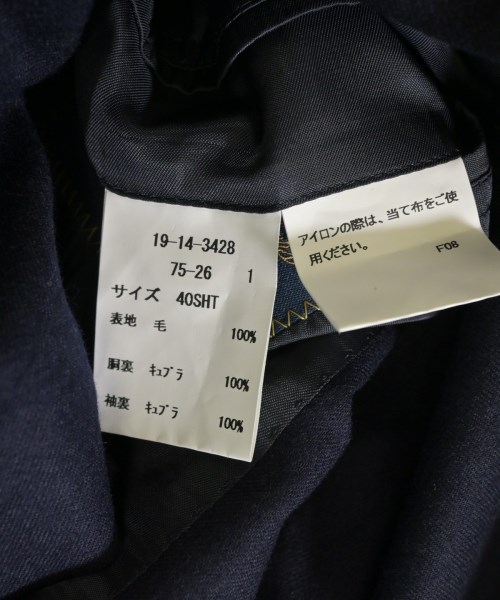 19-14-3428
75-26 1
サイズ 40SHT
表地 毛 100%
胴裏 ｷｭﾌﾟﾗ 100%
袖裏 ｷｭﾌﾟﾗ 100%
アイロンの際は、当て布をご使
用ください。
F08